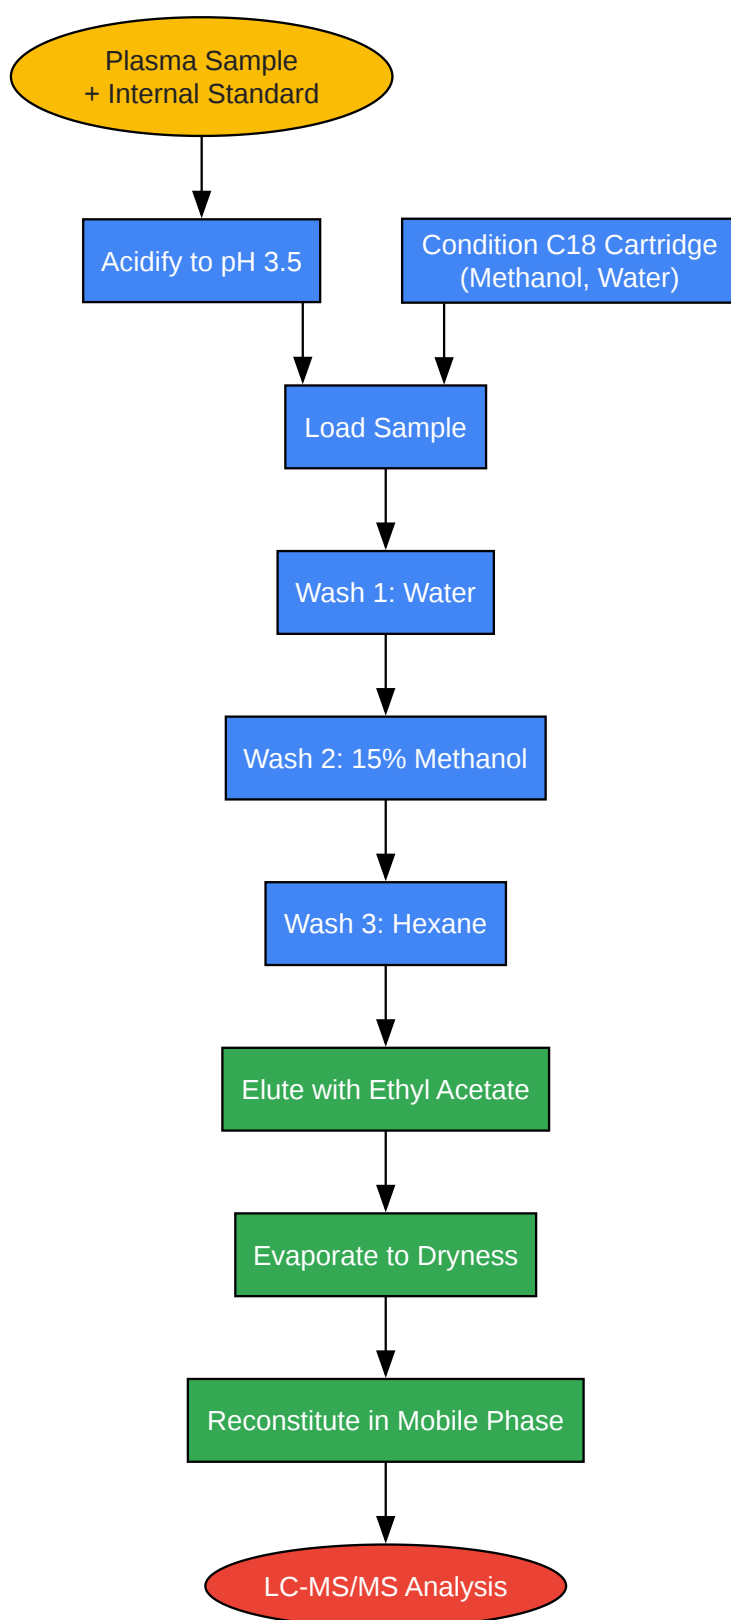 Plasma Sample
+ Internal Standard
Acidify to pH 3.5
Condition C18 Cartridge
(Methanol, Water)
Load Sample
Wash 1: Water
Wash 2: 15% Methanol
Wash 3: Hexane
Elute with Ethyl Acetate
Evaporate to Dryness
Reconstitute in Mobile Phase
LC-MS/MS Analysis